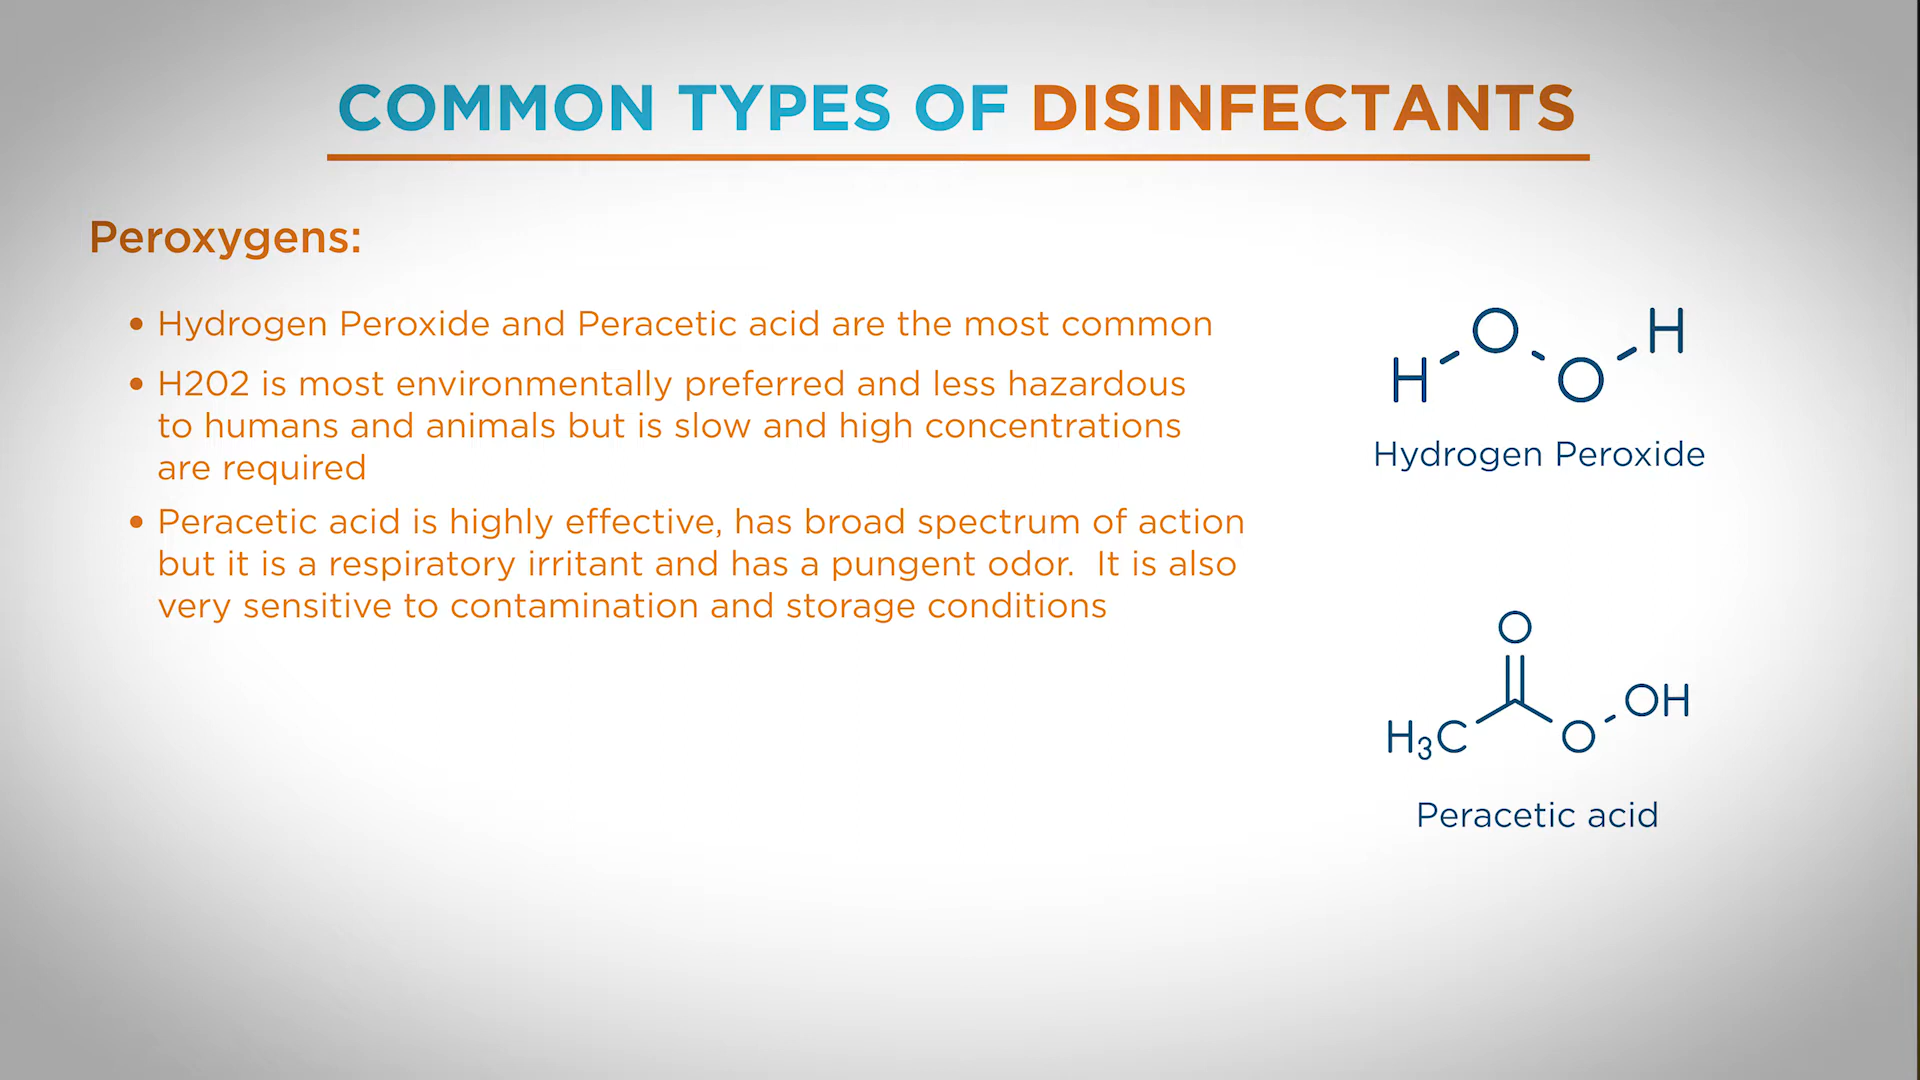 COMMON TYPES OF DISINFECTANTS
Peroxygens:
• Hydrogen Peroxide and Peracetic acid are the most common
• H2O2 is most environmentally preferred and less hazardous
to humans and animals but is slow and high concentrations
are required
• Peracetic acid is highly effective, has broad spectrum of action
but it is a respiratory irritant and has a pungent odor. It is also
very sensitive to contamination and storage conditions
H O O H
Hydrogen Peroxide
O
H₃C O OH
Peracetic acid